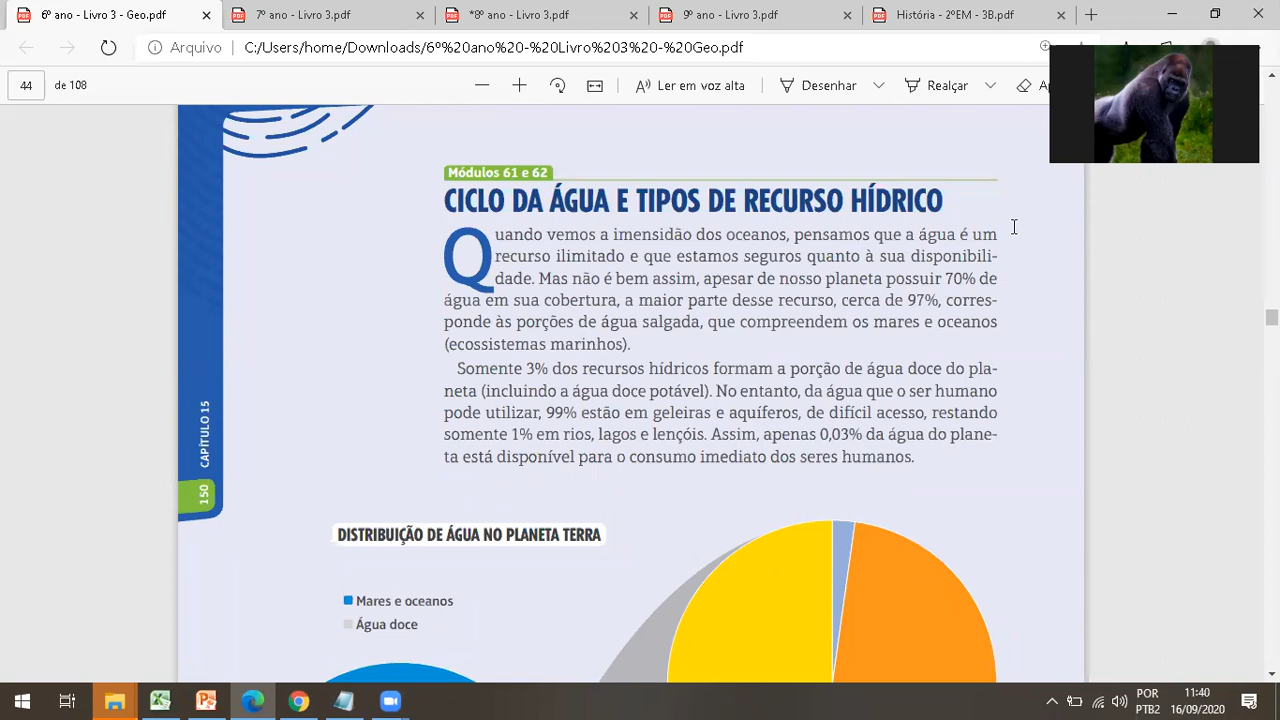 6º ano - Livro 3 - Geo.pdf
7º ano - Livro 3.pdf
*8º ano - Livro 3.pdf
9º ano - Livro 3.pdf
História - 2ºEM - 3B.pdf
Arquivo
C:/Users/home/Downloads/6º%20ano%20-%20Livro%203%20-%20Geo.pdf
44
de 108
Ler em voz alta
Desenhar
Realçar
Módulos 61 e 62
CICLO DA ÁGUA E TIPOS DE RECURSO HÍDRICO
Quando vemos a imensidão dos oceanos, pensamos que a água é um
recurso ilimitado e que estamos seguros quanto à sua disponibili-
dade. Mas não é bem assim, apesar de nosso planeta possuir 70% de
água em sua cobertura, a maior parte desse recurso, cerca de 97%, corres-
ponde às porções de água salgada, que compreendem os mares e oceanos
(ecossistemas marinhos).
Somente 3% dos recursos hídricos formam a porção de água doce do pla-
neta (incluindo a água doce potável). No entanto, da água que o ser humano
pode utilizar, 99% estão em geleiras e aquíferos, de difícil acesso, restando
somente 1% em rios, lagos e lençóis. Assim, apenas 0,03% da água do plane-
ta está disponível para o consumo imediato dos seres humanos.
CAPÍTULO 15
150
DISTRIBUIÇÃO DE ÁGUA NO PLANETA TERRA
Mares e oceanos
Água doce
POR
PTB2
11:40
16/09/2020